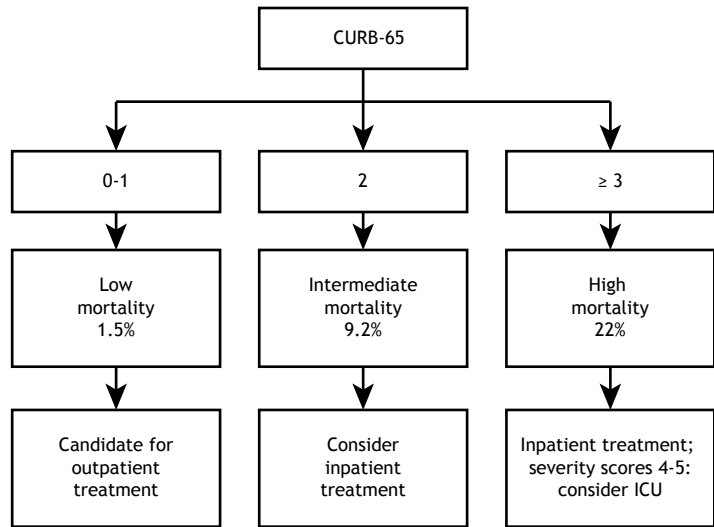 CURB-65
0-1
2
≥ 3
Low
mortality
1.5%
Intermediate
mortality
9.2%
High
mortality
22%
Candidate for
outpatient
treatment
Consider
inpatient
treatment
Inpatient treatment;
severity scores 4-5:
consider ICU